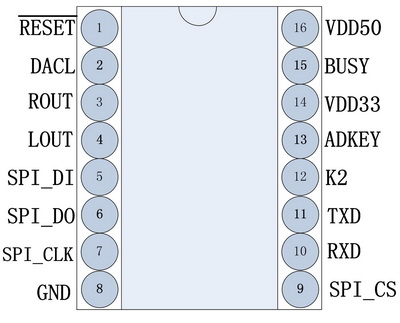 RESET 1 16 VDD50
DACL 2 15 BUSY
ROUT 3 14 VDD33
LOUT 4 13 ADKEY
SPI_DI 5 12 K2
SPI_DO 6 11 TXD
SPI_CLK 7 10 RXD
GND 8 9 SPI_CS